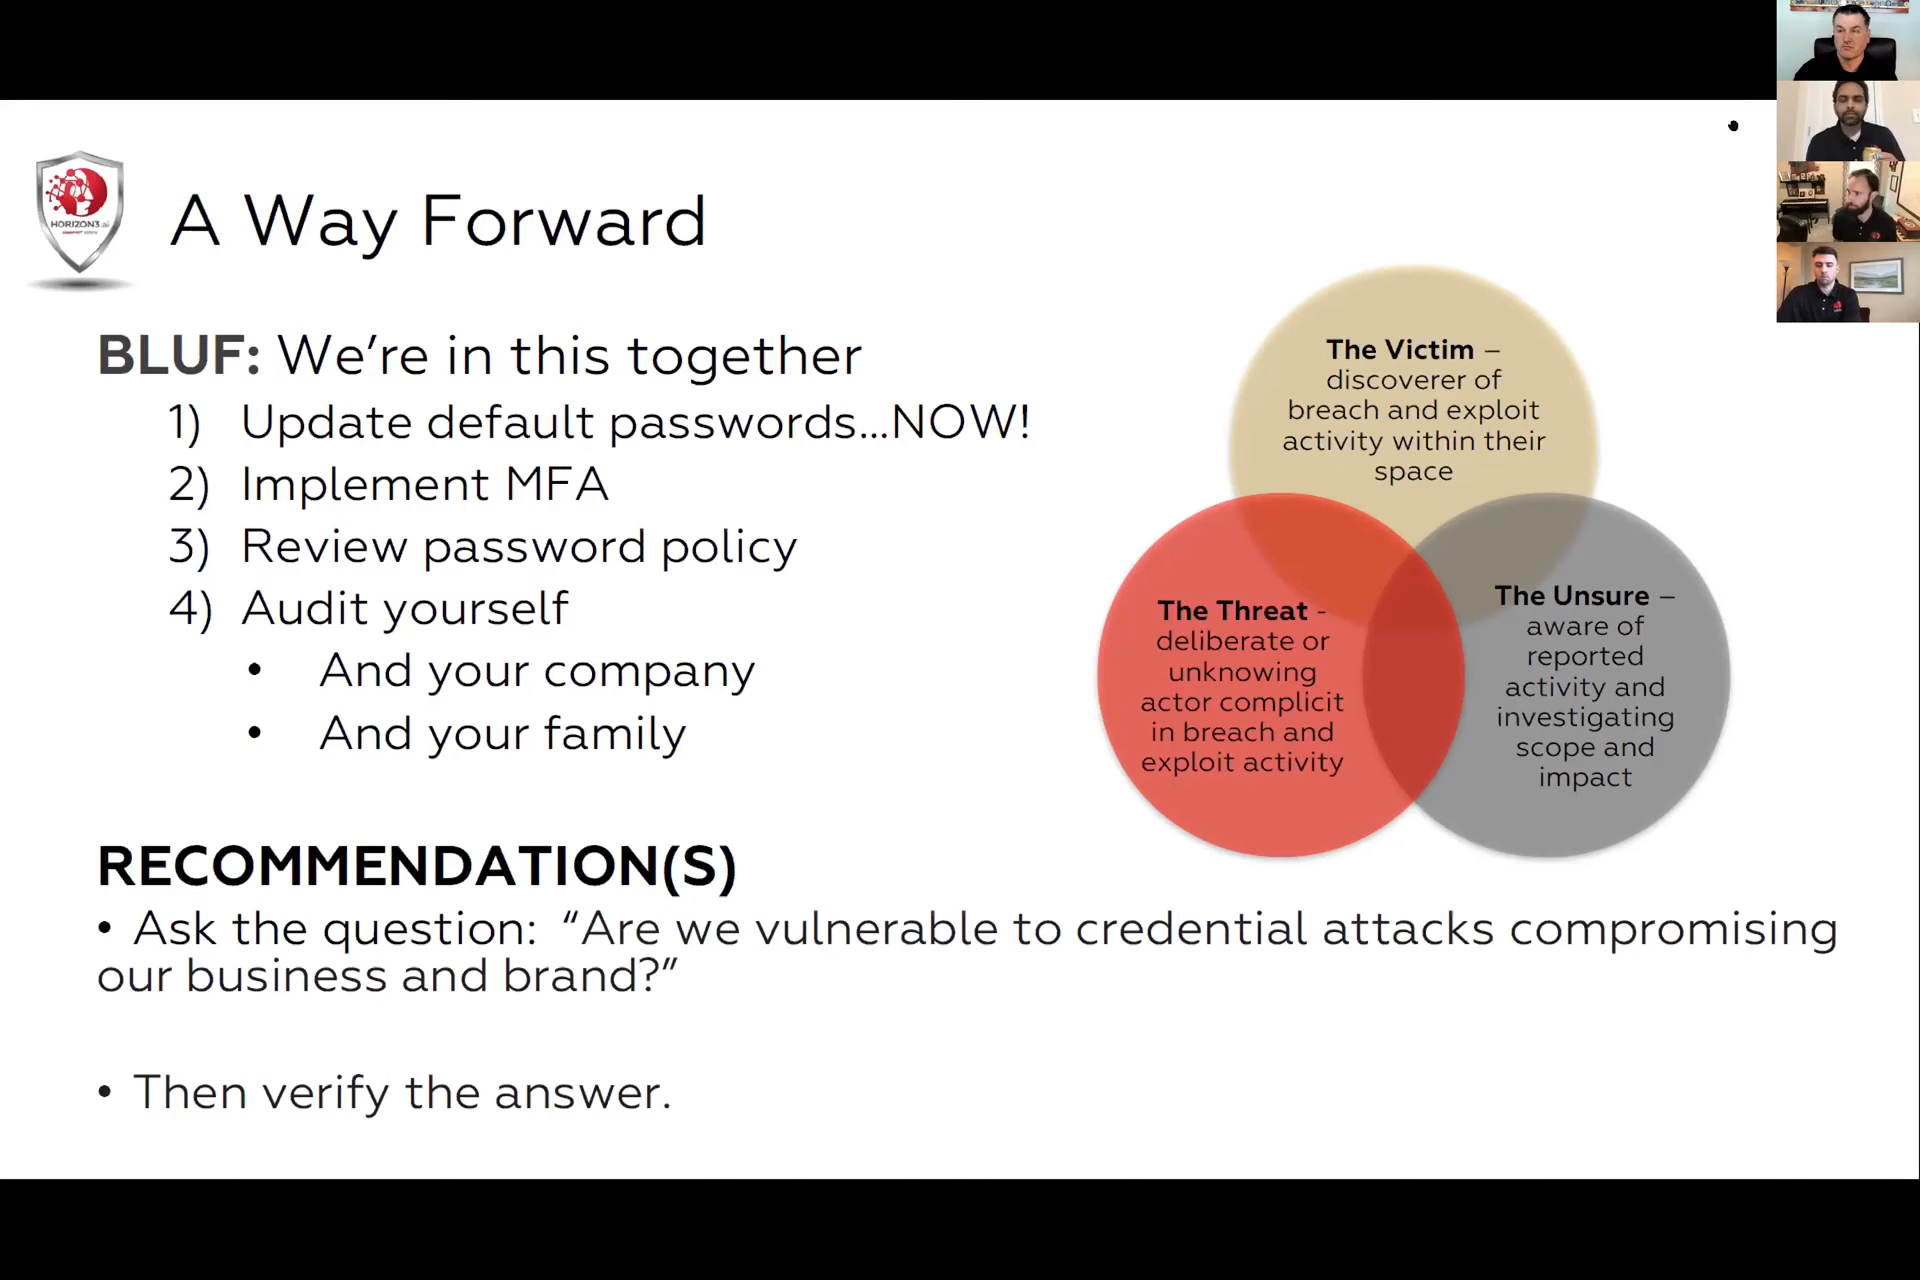 HORIZON3.ai
A Way Forward
BLUF: We’re in this together
1) Update default passwords...NOW!
2) Implement MFA
3) Review password policy
4) Audit yourself
• And your company
• And your family
The Victim –
discoverer of
breach and exploit
activity within their
space
The Threat -
deliberate or
unknowing
actor complicit
in breach and
exploit activity
The Unsure –
aware of
reported
activity and
investigating
scope and
impact
RECOMMENDATION(S)
• Ask the question: “Are we vulnerable to credential attacks compromising
our business and brand?”
• Then verify the answer.